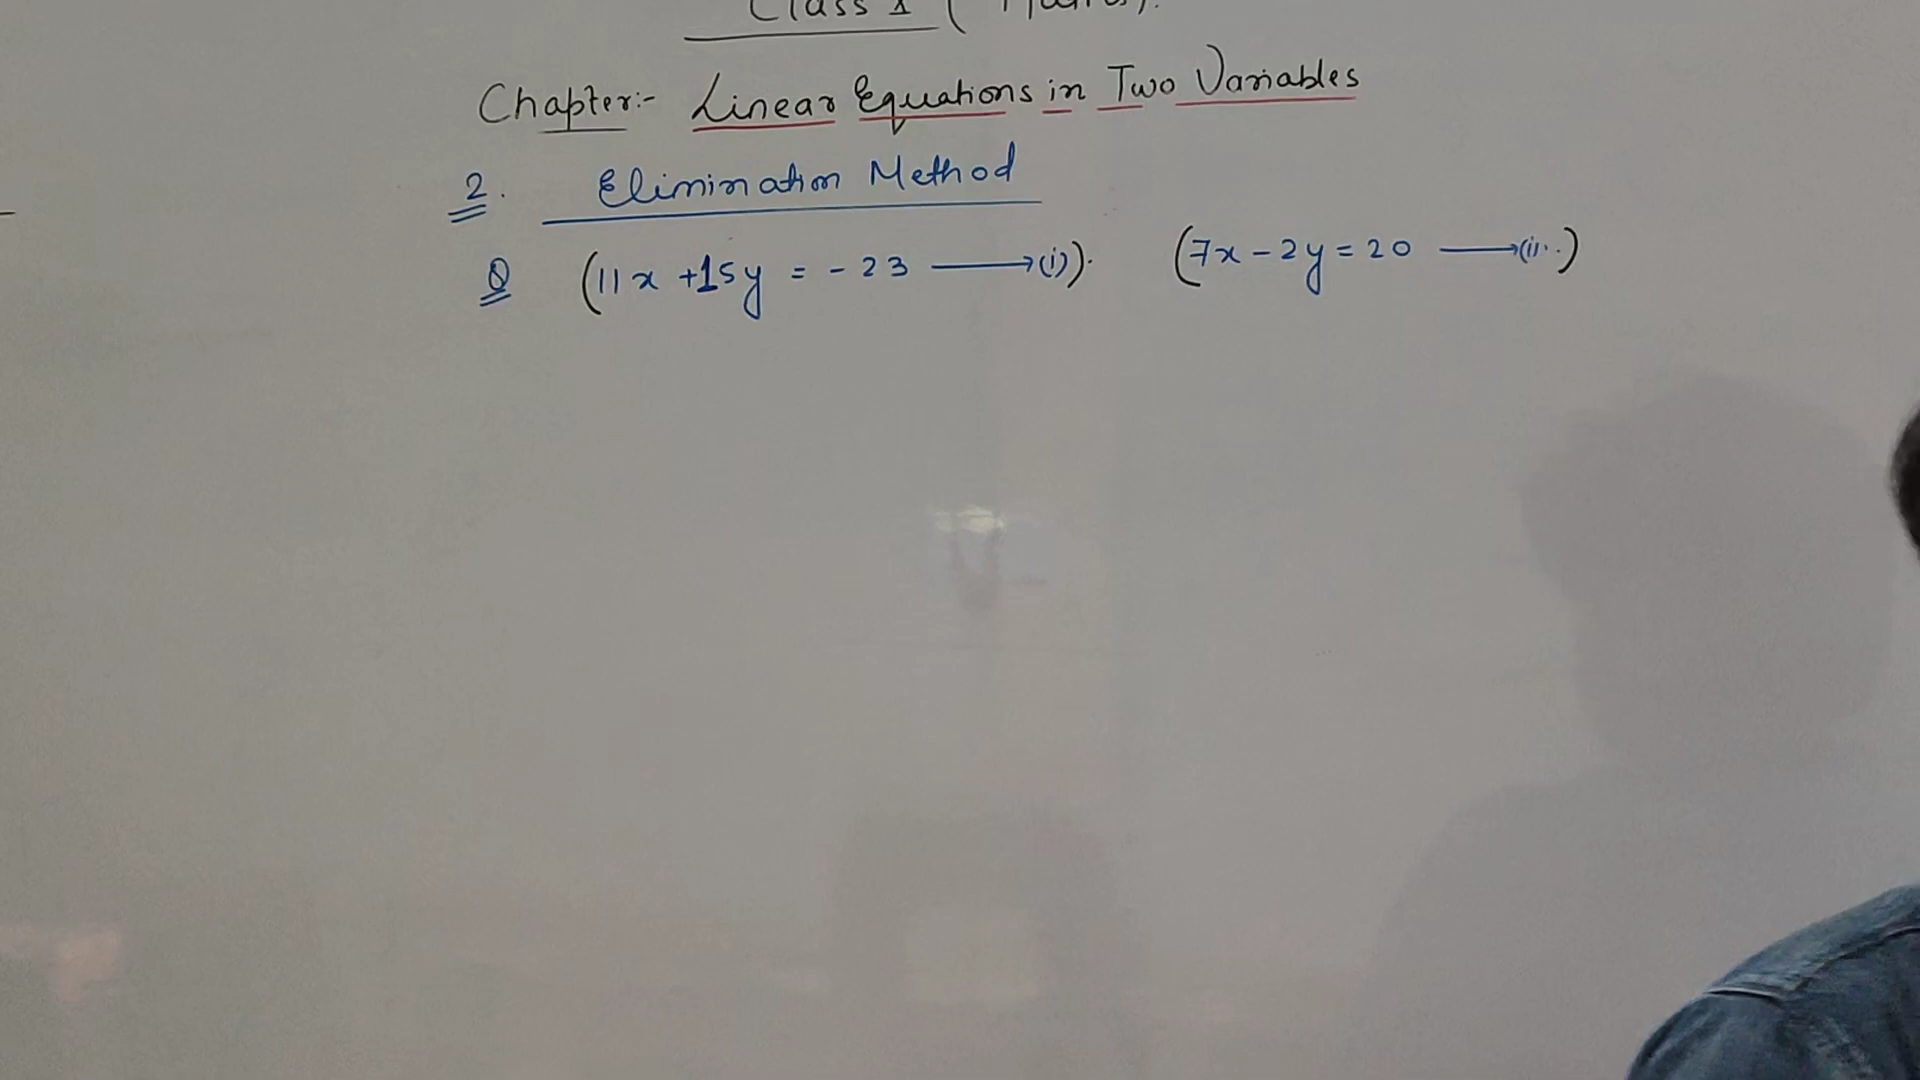 Class X ( Maths).
Chapter:- Linear Equations in Two Variables
2. Elimination Method
Q (11x +15y = -23 ⟶(i)). (7x - 2y = 20 ⟶(ii..)